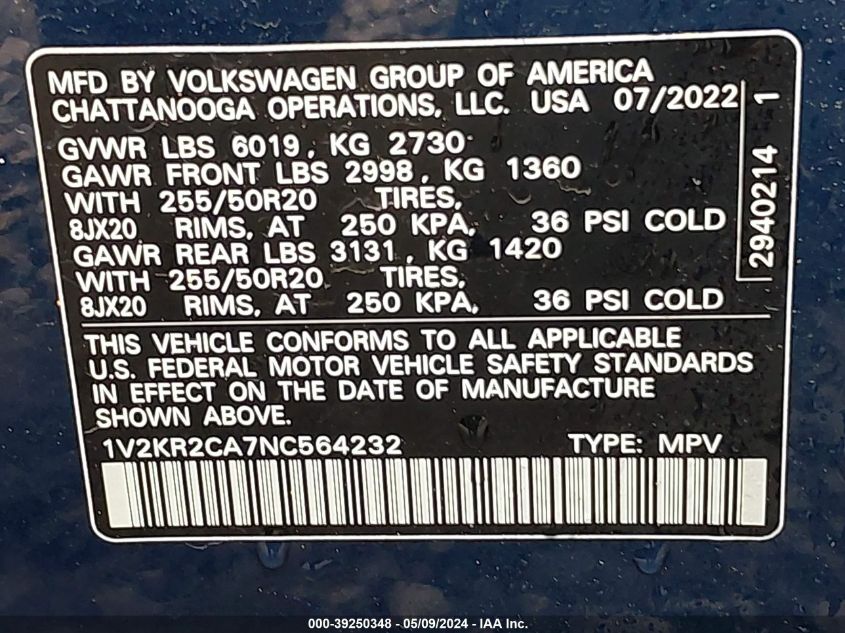 MFD BY VOLKSWAGEN GROUP OF AMERICA
CHATTANOOGA OPERATIONS, LLC. USA 07/2022
GVWR LBS 6019, KG 2730
GAWR FRONT LBS 2998, KG 1360
WITH 255/50R20 TIRES,
8JX20 RIMS, AT 250 KPA, 36 PSI COLD
GAWR REAR LBS 3131, KG 1420
WITH 255/50R20 TIRES,
8JX20 RIMS, AT 250 KPA, 36 PSI COLD
2940214 1
THIS VEHICLE CONFORMS TO ALL APPLICABLE
U.S. FEDERAL MOTOR VEHICLE SAFETY STANDARDS
IN EFFECT ON THE DATE OF MANUFACTURE
SHOWN ABOVE.
1V2KR2CA7NC564232 TYPE: MPV
000-39250348 - 05/09/2024 - IAA Inc.